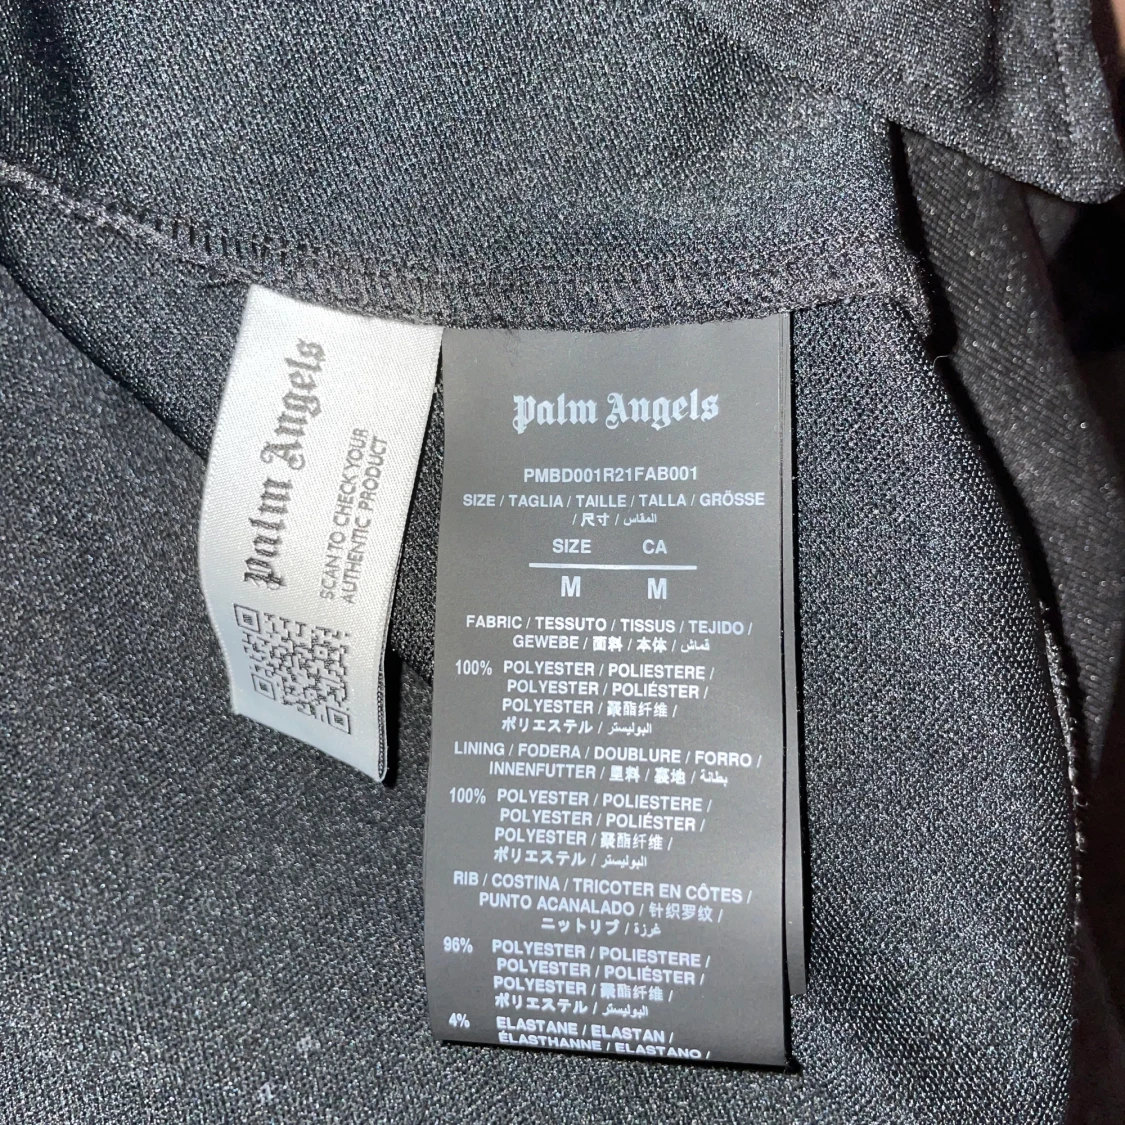 Palm Angels
SCAN TO CHECK YOUR
AUTHENTIC PRODUCT
Palm Angels
PMBD001R21FAB001
SIZE / TAGLIA / TAILLE / TALLA / GRÖSSE
/ 尺寸 / المقاس
SIZE CA
M M
FABRIC / TESSUTO / TISSUS / TEJIDO /
GEWEBE / 面料 / 本体 / قماش
100% POLYESTER / POLIESTERE /
POLYESTER / POLIÉSTER /
POLYESTER / 聚酯纤维 /
ポリエステル / البوليستر
LINING / FODERA / DOUBLURE / FORRO /
INNENFUTTER / 里料 / 裏地 / بطانة
100% POLYESTER / POLIESTERE /
POLYESTER / POLIÉSTER /
POLYESTER / 聚酯纤维 /
ポリエステル / البوليستر
RIB / COSTINA / TRICOTER EN CÔTES /
PUNTO ACANALADO / 针织罗纹 /
ニットリブ / غرزة
96% POLYESTER / POLIESTERE /
POLYESTER / POLIÉSTER /
POLYESTER / 聚酯纤维 /
ポリエステル / البوليستر
4% ELASTANE / ELASTAN /
ÉLASTHANNE / ELASTANO /